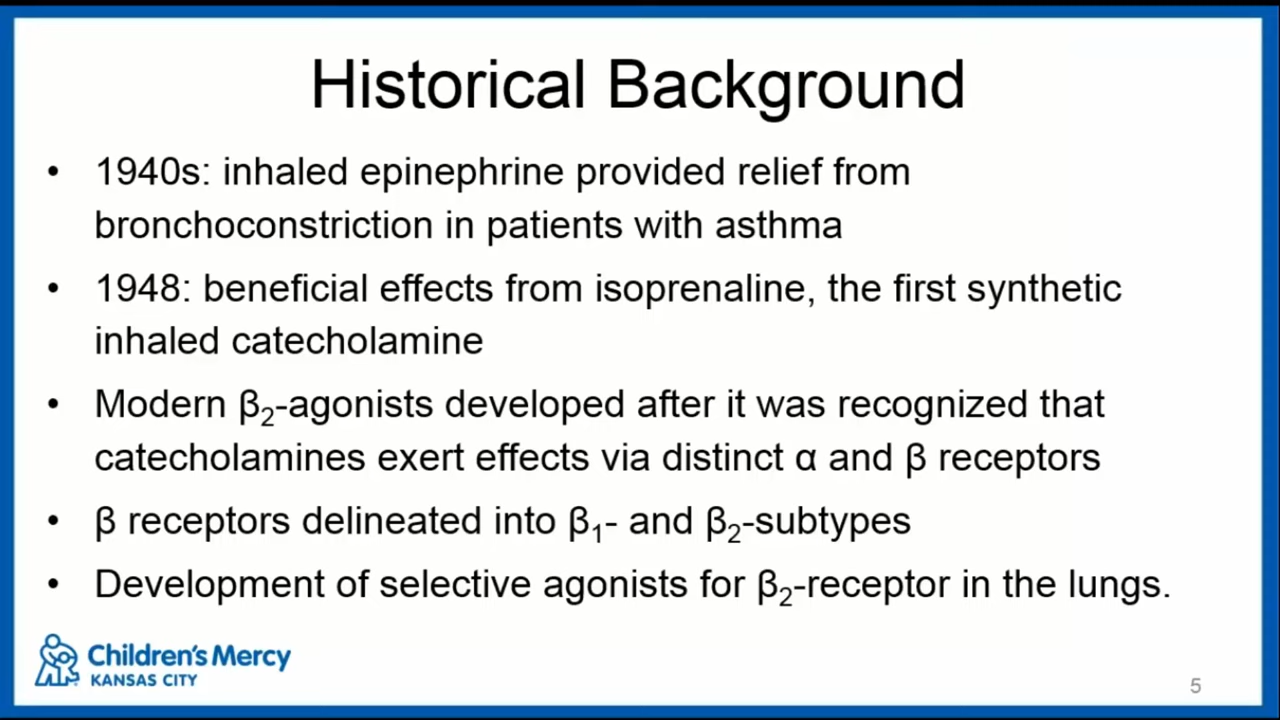 Historical Background
• 1940s: inhaled epinephrine provided relief from
bronchoconstriction in patients with asthma
• 1948: beneficial effects from isoprenaline, the first synthetic
inhaled catecholamine
• Modern β₂-agonists developed after it was recognized that
catecholamines exert effects via distinct α and β receptors
• β receptors delineated into β₁- and β₂-subtypes
• Development of selective agonists for β₂-receptor in the lungs.
Children's Mercy
KANSAS CITY
5